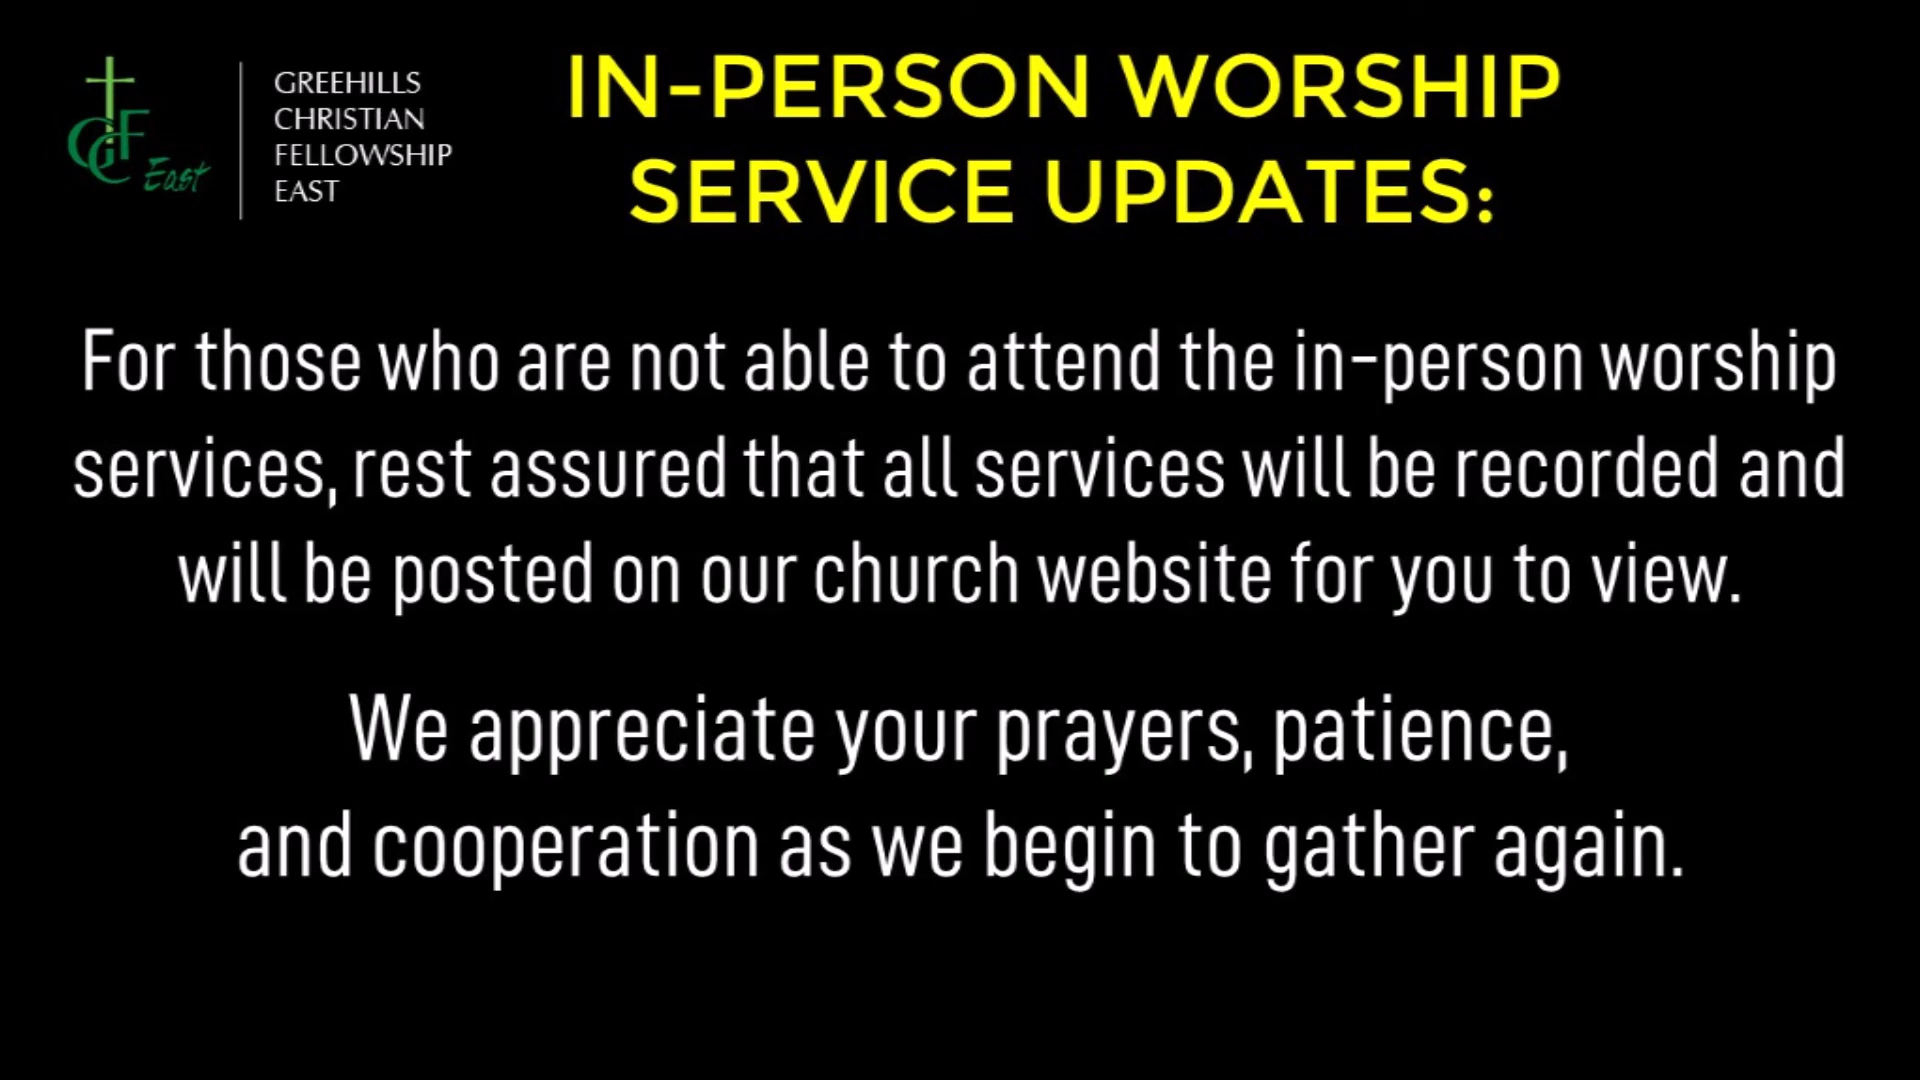 GCF
East
GREEHILLS
CHRISTIAN
FELLOWSHIP
EAST
IN-PERSON WORSHIP
SERVICE UPDATES:
For those who are not able to attend the in-person worship
services, rest assured that all services will be recorded and
will be posted on our church website for you to view.
We appreciate your prayers, patience,
and cooperation as we begin to gather again.